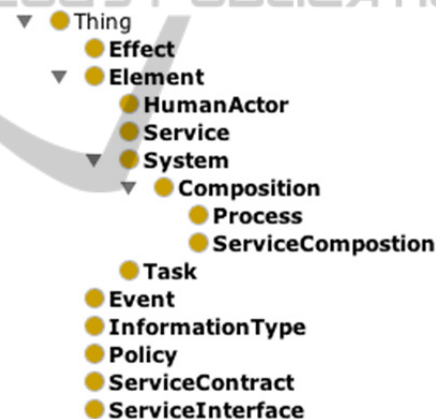 Thing
Effect
Element
HumanActor
Service
System
Composition
Process
ServiceCompostion
Task
Event
InformationType
Policy
ServiceContract
ServiceInterface